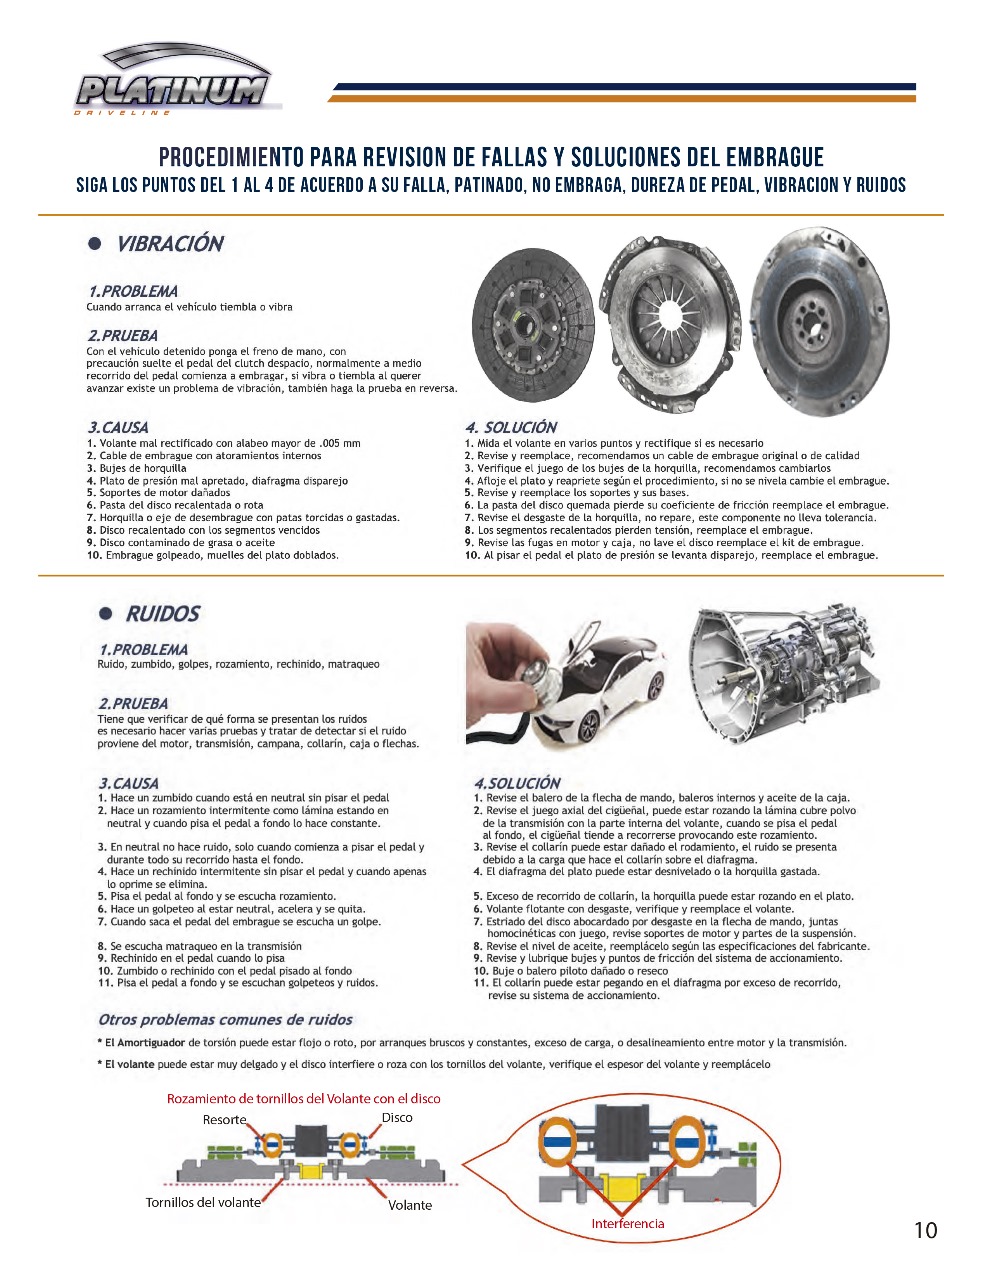 PLATINUM
DRIVELINE
PROCEDIMIENTO PARA REVISION DE FALLAS Y SOLUCIONES DEL EMBRAGUE
SIGA LOS PUNTOS DEL 1 AL 4 DE ACUERDO A SU FALLA, PATINADO, NO EMBRAGA, DUREZA DE PEDAL, VIBRACION Y RUIDOS
● VIBRACIÓN
1.PROBLEMA
Cuando arranca el vehículo tiembla o vibra
2.PRUEBA
Con el vehículo detenido ponga el freno de mano, con
precaución suelte el pedal del clutch despacio, normalmente a medio
recorrido del pedal comienza a embragar, si vibra o tiembla al querer
avanzar existe un problema de vibración, también haga la prueba en reversa.
3.CAUSA
1. Volante mal rectificado con alabeo mayor de .005 mm
2. Cable de embrague con atoramientos internos
3. Bujes de horquilla
4. Plato de presión mal apretado, diafragma disparejo
5. Soportes de motor dañados
6. Pasta del disco recalentada o rota
7. Horquilla o eje de desembrague con patas torcidas o gastadas.
8. Disco recalentado con los segmentos vencidos
9. Disco contaminado de grasa o aceite
10. Embrague golpeado, muelles del plato doblados.
4. SOLUCIÓN
1. Mida el volante en varios puntos y rectifique si es necesario
2. Revise y reemplace, recomendamos un cable de embrague original o de calidad
3. Verifique el juego de los bujes de la horquilla, recomendamos cambiarlos
4. Afloje el plato y reapriete según el procedimiento, si no se nivela cambie el embrague.
5. Revise y reemplace los soportes y sus bases.
6. La pasta del disco quemada pierde su coeficiente de fricción reemplace el embrague.
7. Revise el desgaste de la horquilla, no repare, este componente no lleva tolerancia.
8. Los segmentos recalentados pierden tensión, reemplace el embrague.
9. Revise las fugas en motor y caja, no lave el disco reemplace el kit de embrague.
10. Al pisar el pedal el plato de presión se levanta disparejo, reemplace el embrague.
● RUIDOS
1.PROBLEMA
Ruido, zumbido, golpes, rozamiento, rechinido, matraqueo
2.PRUEBA
Tiene que verificar de qué forma se presentan los ruidos
es necesario hacer varias pruebas y tratar de detectar si el ruido
proviene del motor, transmisión, campana, collarín, caja o flechas.
3.CAUSA
1. Hace un zumbido cuando está en neutral sin pisar el pedal
2. Hace un rozamiento intermitente como lámina estando en
neutral y cuando pisa el pedal a fondo lo hace constante.
3. En neutral no hace ruido, solo cuando comienza a pisar el pedal y
durante todo su recorrido hasta el fondo.
4. Hace un rechinido intermitente sin pisar el pedal y cuando apenas
lo oprime se elimina.
5. Pisa el pedal al fondo y se escucha rozamiento.
6. Hace un golpeteo al estar neutral, acelera y se quita.
7. Cuando saca el pedal del embrague se escucha un golpe.
8. Se escucha matraqueo en la transmisión
9. Rechinido en el pedal cuando lo pisa
10. Zumbido o rechinido con el pedal pisado al fondo
11. Pisa el pedal a fondo y se escuchan golpeteos y ruidos.
4.SOLUCIÓN
1. Revise el balero de la flecha de mando, baleros internos y aceite de la caja.
2. Revise el juego axial del cigüeñal, puede estar rozando la lámina cubre polvo
de la transmisión con la parte interna del volante, cuando se pisa el pedal
al fondo, el cigüeñal tiende a recorrerse provocando este rozamiento.
3. Revise el collarín puede estar dañado el rodamiento, el ruido se presenta
debido a la carga que hace el collarín sobre el diafragma.
4. El diafragma del plato puede estar desnivelado o la horquilla gastada.
5. Exceso de recorrido de collarín, la horquilla puede estar rozando en el plato.
6. Volante flotante con desgaste, verifique y reemplace el volante.
7. Estriado del disco abocardado por desgaste en la flecha de mando, juntas
homocinéticas con juego, revise soportes de motor y partes de la suspensión.
8. Revise el nivel de aceite, reemplácelo según las especificaciones del fabricante.
9. Revise y lubrique bujes y puntos de fricción del sistema de accionamiento.
10. Buje o balero piloto dañado o reseco
11. El collarín puede estar pegando en el diafragma por exceso de recorrido,
revise su sistema de accionamiento.
Otros problemas comunes de ruidos
* El Amortiguador de torsión puede estar flojo o roto, por arranques bruscos y constantes, exceso de carga, o desalineamiento entre motor y la transmisión.
* El volante puede estar muy delgado y el disco interfiere o roza con los tornillos del volante, verifique el espesor del volante y reemplácelo
Rozamiento de tornillos del Volante con el disco
Resorte
Disco
Tornillos del volante
Volante
Interferencia
10